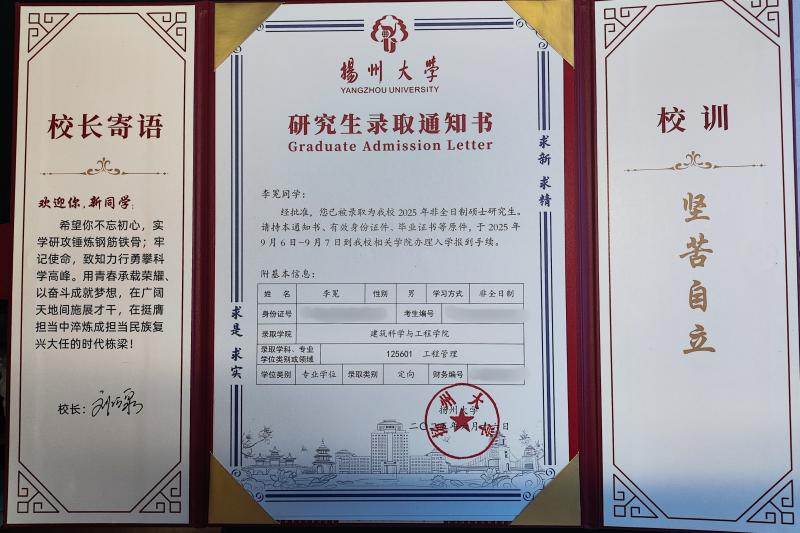 校长寄语
欢迎你,新同学:
希望你不忘初心,实
学研攻锤炼钢筋铁骨;牢
记使命,致知力行勇攀科
学高峰。用青春承载荣耀、
以奋斗成就梦想,在广阔
天地间施展才干,在挺膺
担当中淬炼成担当民族复
兴大任的时代栋梁!
校长:
求是 求实
揚州大學
YANGZHOU UNIVERSITY
研究生录取通知书
Graduate Admission Letter
李冕同学:
经批准,您已被录取为我校2025年非全日制硕士研究生。
请持本通知书、有效身份证件、毕业证书等原件,于2025年
9月6日-9月7日到我校相关学院办理入学报到手续。
附基本信息:
姓 名 李冕 性别 男 学习方式 非全日制
身份证号 考生编号
录取学院 建筑科学与工程学院
录取学科、专业
学位类别或领域 125601 工程管理
学位类别 专业学位 录取类别 定向 财务编号
扬州大学
求新 求精
校训
坚苦自立